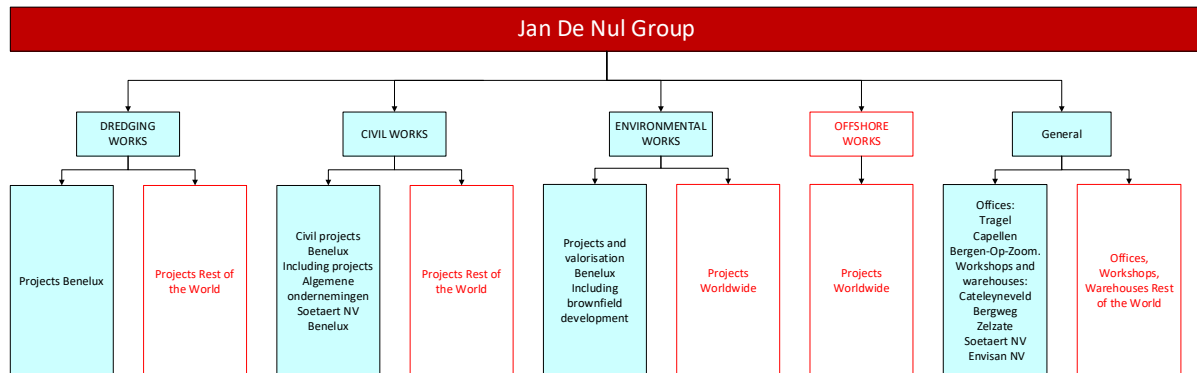 Jan De Nul Group
DREDGING
WORKS
CIVIL WORKS
ENVIRONMENTAL
WORKS
OFFSHORE
WORKS
General
Projects Benelux
Projects Rest of
the World
Civil projects
Benelux
Including projects
Algemene
ondernemingen
Soetaert NV
Benelux
Projects Rest of
the World
Projects and
valorisation
Benelux
Including
brownfield
development
Projects
Worldwide
Projects
Worldwide
Offices:
Tragel
Capellen
Bergen-Op-Zoom.
Workshops and
warehouses:
Cateleyneveld
Bergweg
Zelzate
Soetaert NV
Envisan NV
Offices,
Workshops,
Warehouses Rest
of the World